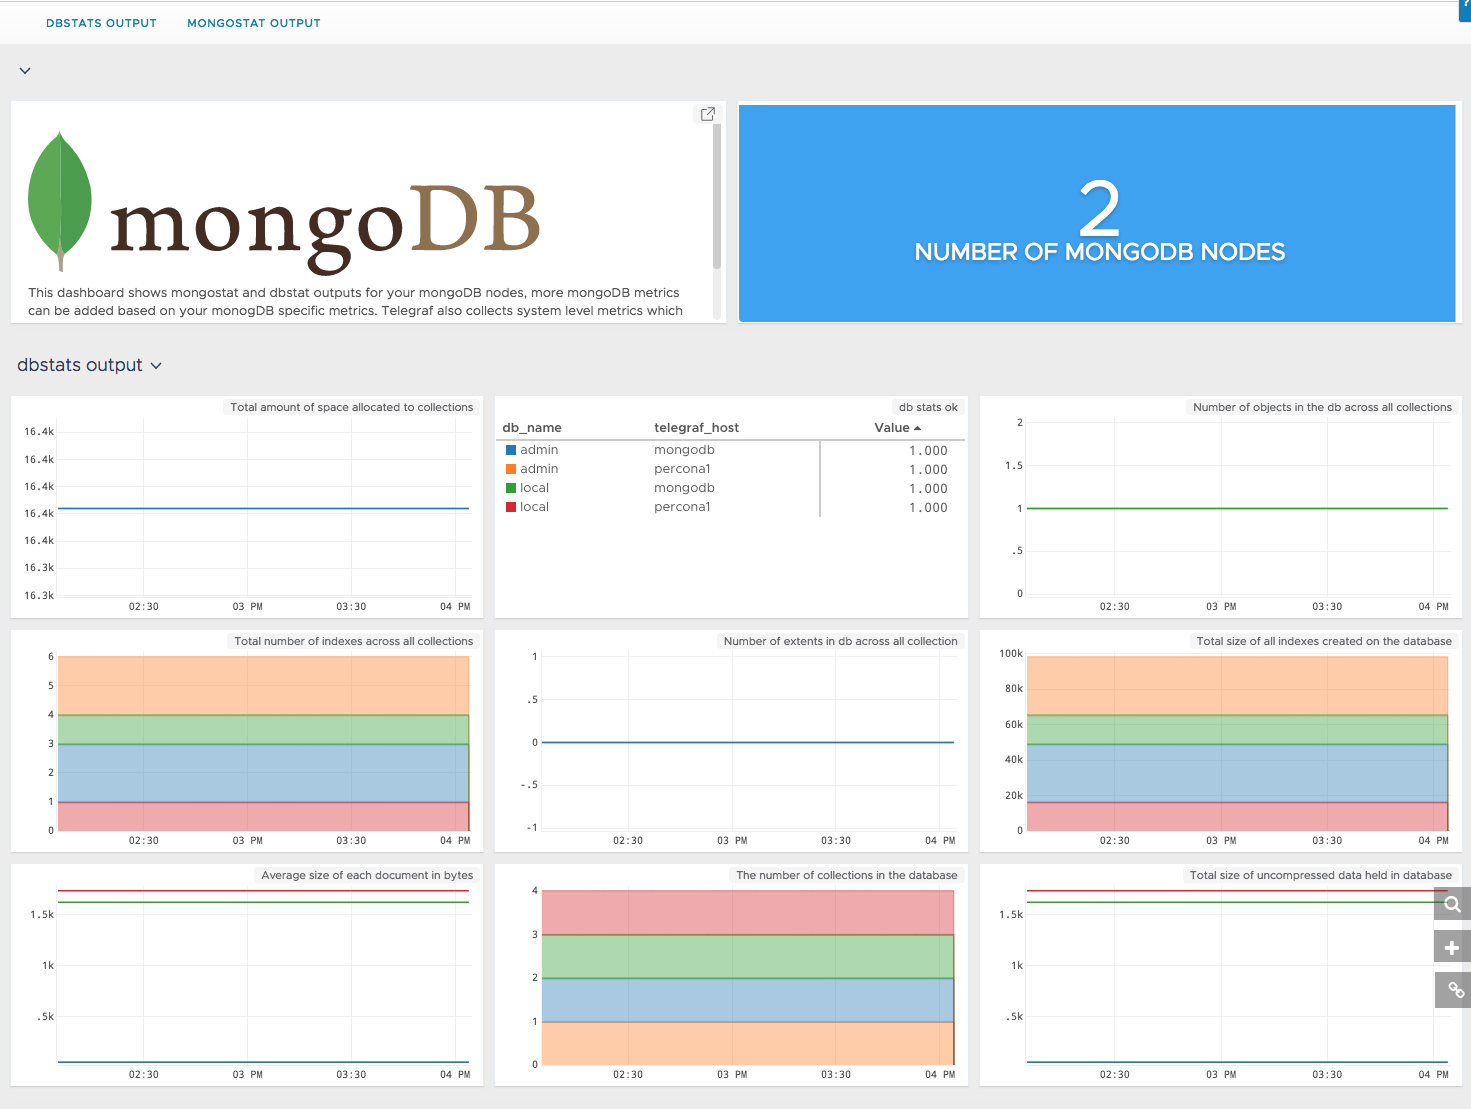 DBSTATS OUTPUT MONGOSTAT OUTPUT
?
mongoDB
This dashboard shows mongostat and dbstat outputs for your mongoDB nodes, more mongoDB metrics
can be added based on your monogDB specific metrics. Telegraf also collects system level metrics which
2
NUMBER OF MONGODB NODES
dbstats output
Total amount of space allocated to collections
16.4k
16.4k
16.4k
16.4k
16.4k
16.3k
16.3k
02:30 03 PM 03:30 04 PM
db stats ok
db_name telegraf_host Value
admin mongodb 1.000
admin percona1 1.000
local mongodb 1.000
local percona1 1.000
Number of objects in the db across all collections
2
1.5
1
.5
0
02:30 03 PM 03:30 04 PM
Total number of indexes across all collections
6
5
4
3
2
1
0
02:30 03 PM 03:30 04 PM
Number of extents in db across all collection
1
.5
0
-.5
-1
02:30 03 PM 03:30 04 PM
Total size of all indexes created on the database
100k
80k
60k
40k
20k
0
02:30 03 PM 03:30 04 PM
Average size of each document in bytes
1.5k
1k
.5k
02:30 03 PM 03:30 04 PM
The number of collections in the database
4
3
2
1
0
02:30 03 PM 03:30 04 PM
Total size of uncompressed data held in database
1.5k
1k
.5k
02:30 03 PM 03:30 04 PM